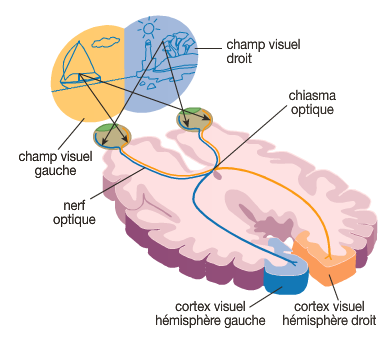 champ visuel
droit
chiasma
optique
champ visuel
gauche
nerf
optique
cortex visuel
hémisphère gauche
cortex visuel
hémisphère droit